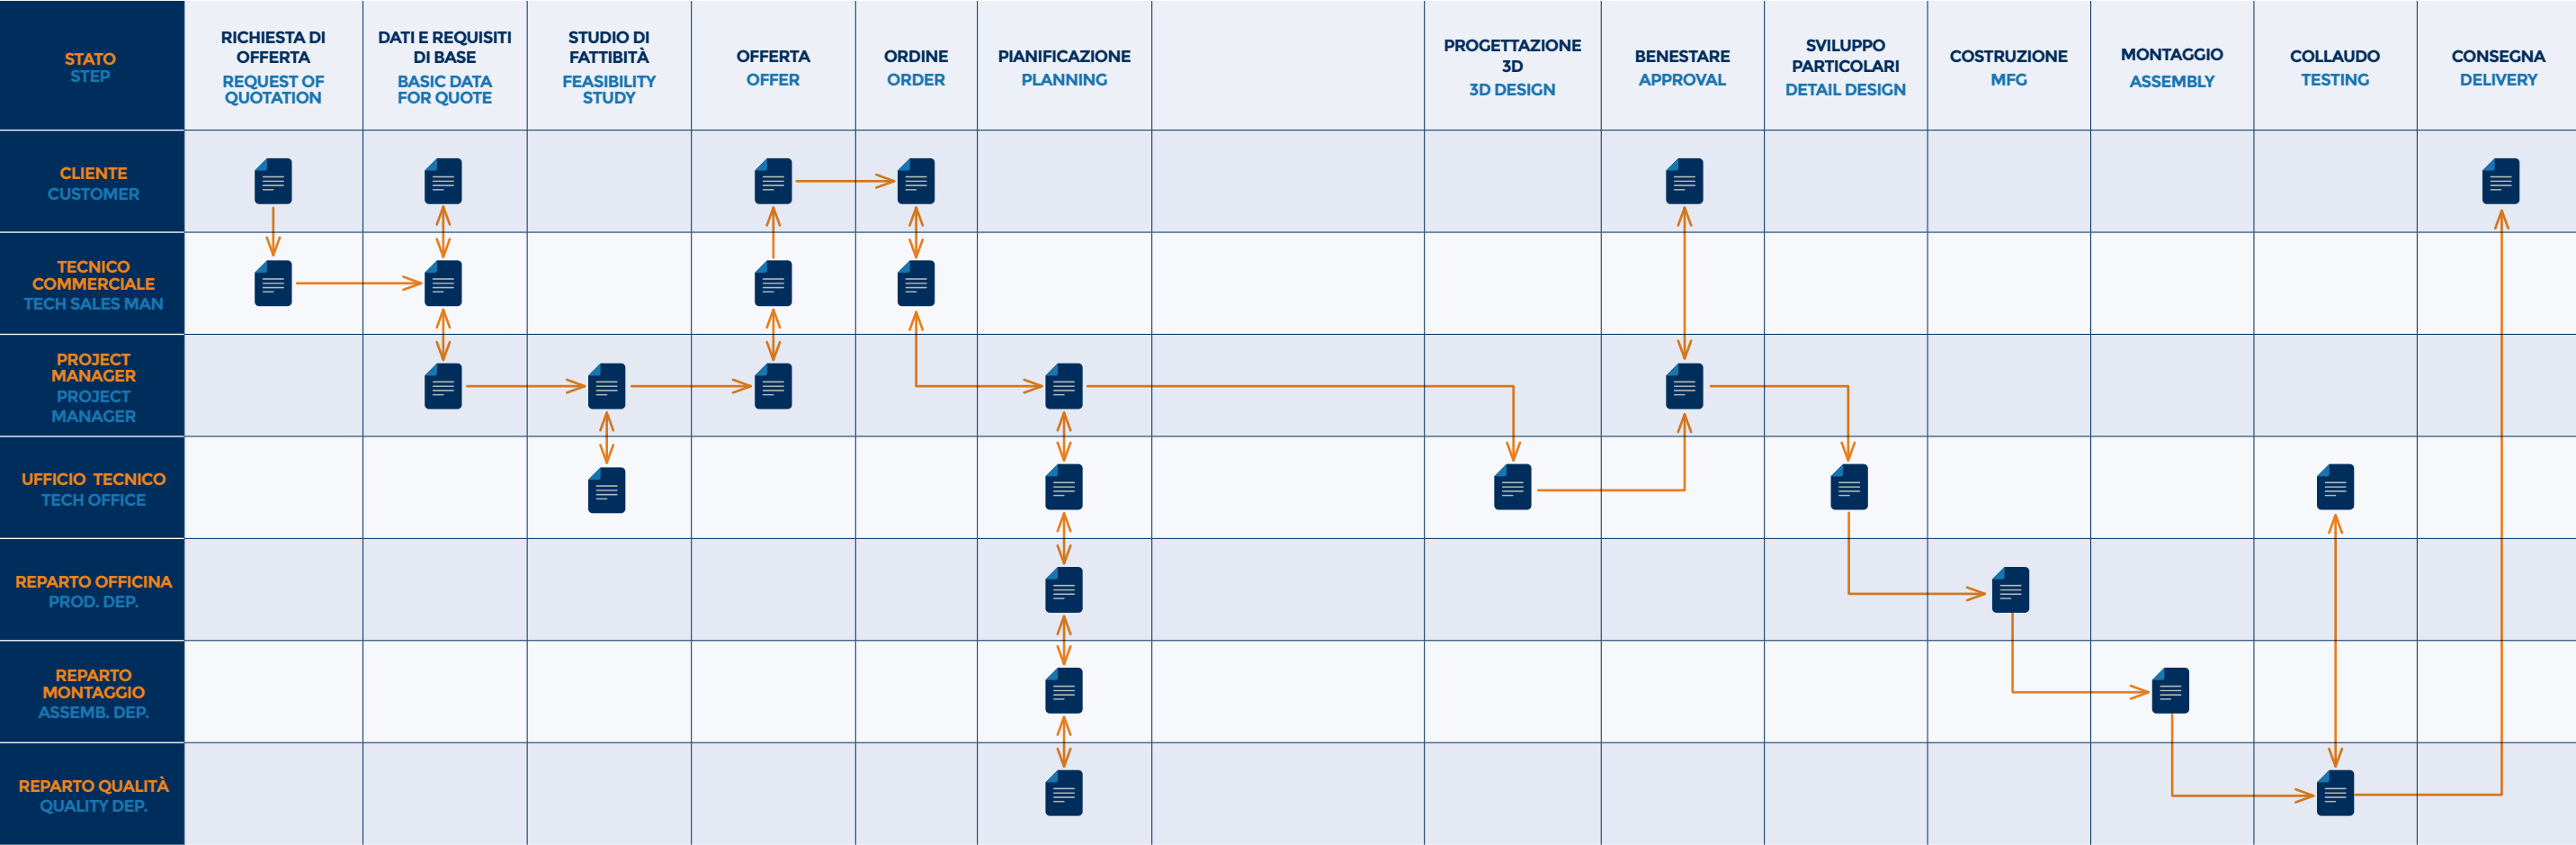 STATO
STEP
RICHIESTA DI
OFFERTA
REQUEST OF
QUOTATION
DATI E REQUISITI
DI BASE
BASIC DATA
FOR QUOTE
STUDIO DI
FATTIBITÀ
FEASIBILITY
STUDY
OFFERTA
OFFER
ORDINE
ORDER
PIANIFICAZIONE
PLANNING
PROGETTAZIONE
3D
3D DESIGN
BENESTARE
APPROVAL
SVILUPPO
PARTICOLARI
DETAIL DESIGN
COSTRUZIONE
MFG
MONTAGGIO
ASSEMBLY
COLLAUDO
TESTING
CONSEGNA
DELIVERY
CLIENTE
CUSTOMER
TECNICO
COMMERCIALE
TECH SALES MAN
PROJECT
MANAGER
PROJECT
MANAGER
UFFICIO TECNICO
TECH OFFICE
REPARTO OFFICINA
PROD. DEP.
REPARTO
MONTAGGIO
ASSEMB. DEP.
REPARTO QUALITÀ
QUALITY DEP.